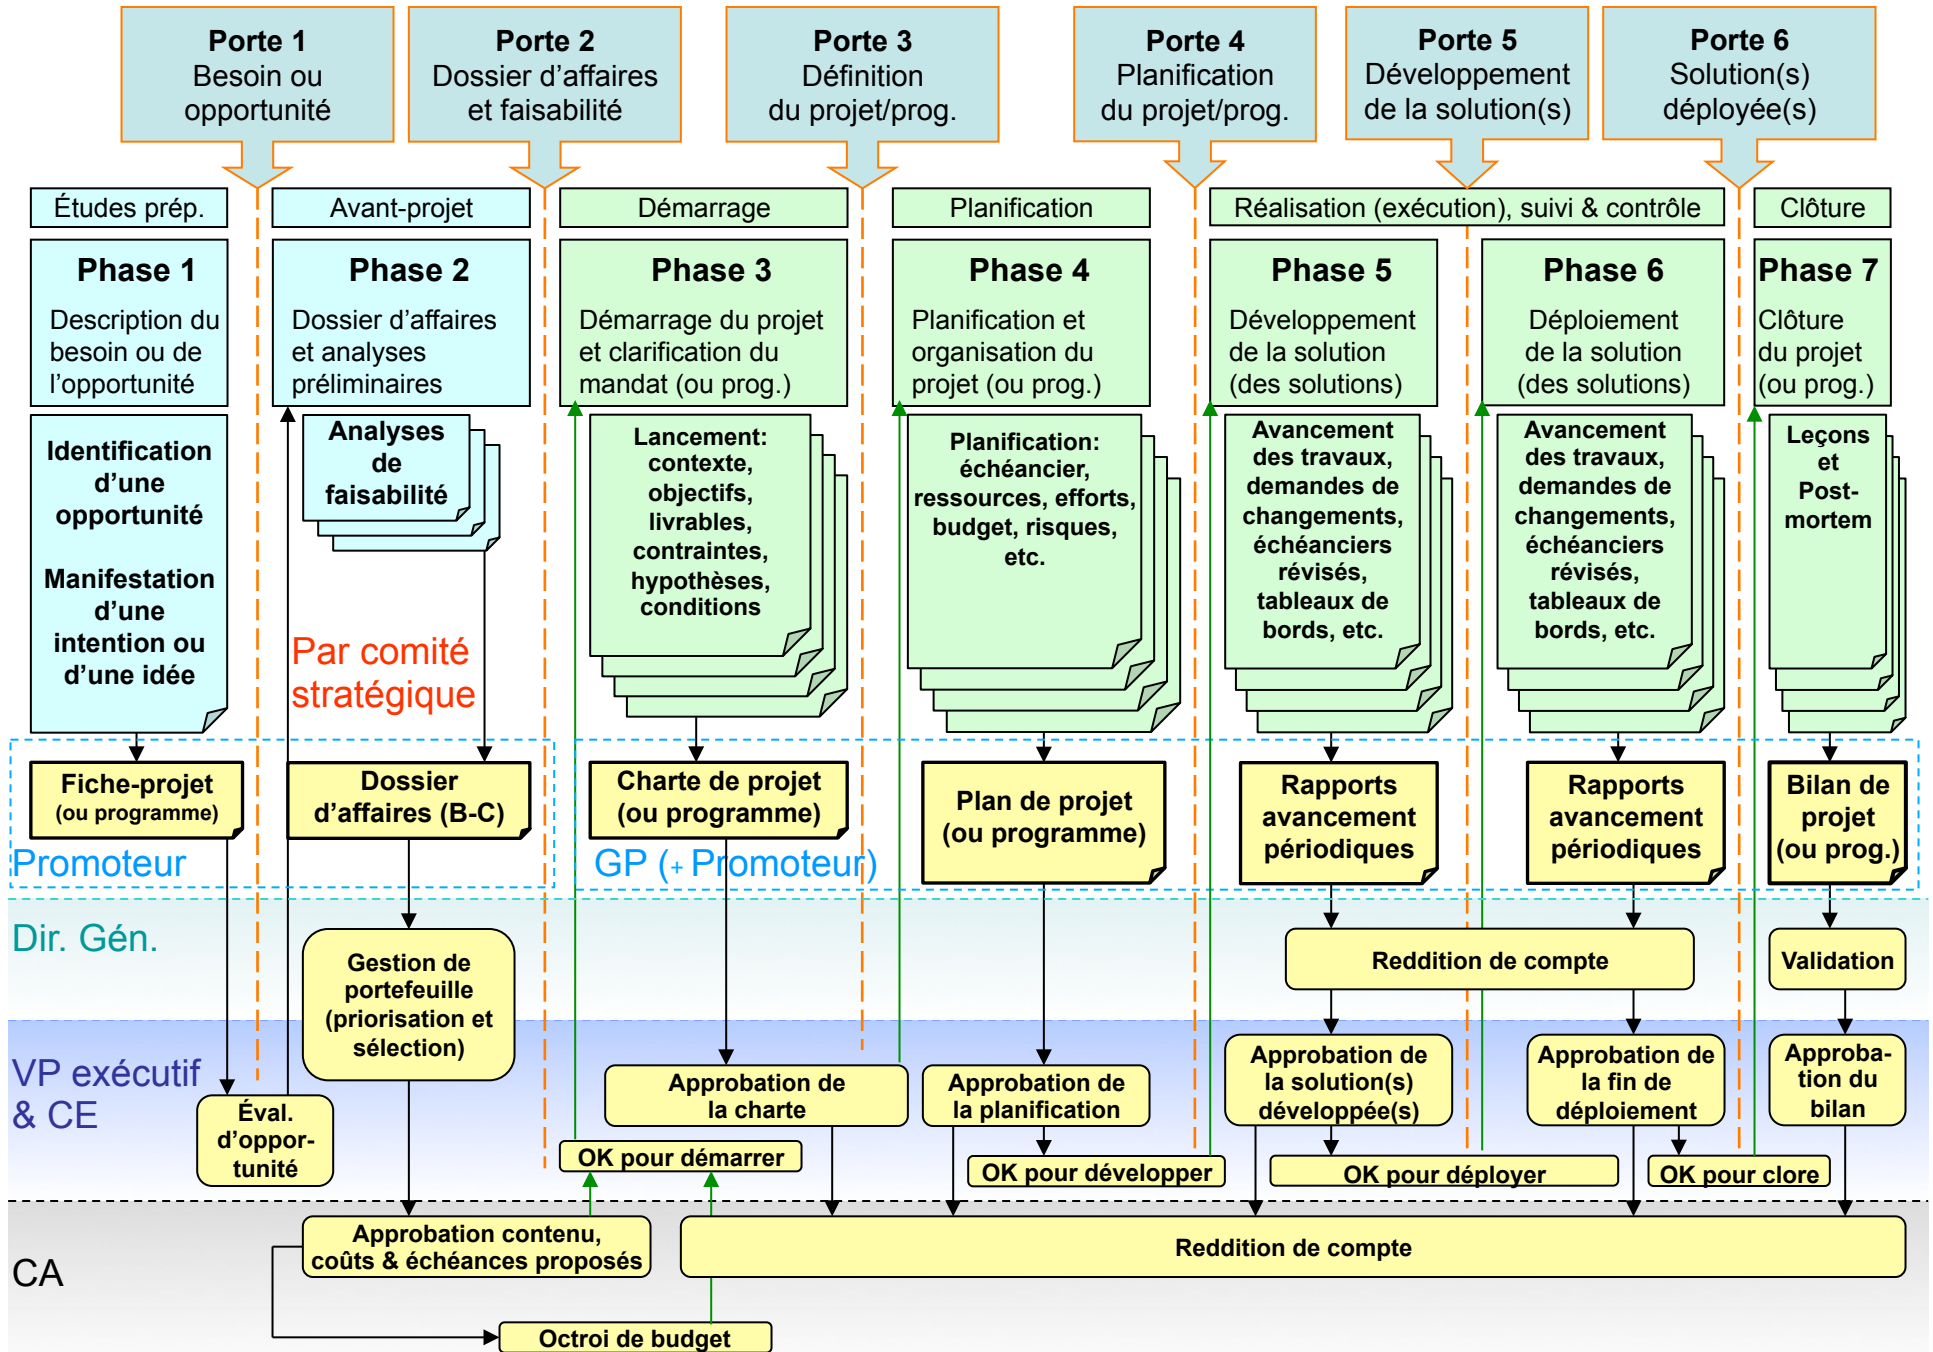 Porte 1
Besoin ou
opportunité
Porte 2
Dossier d’affaires
et faisabilité
Porte 3
Définition
du projet/prog.
Porte 4
Planification
du projet/prog.
Porte 5
Développement
de la solution(s)
Porte 6
Solution(s)
déployée(s)
Études prép.
Avant-projet
Démarrage
Planification
Réalisation (exécution), suivi & contrôle
Clôture
Phase 1
Description du
besoin ou de
l’opportunité
Phase 2
Dossier d’affaires
et analyses
préliminaires
Phase 3
Démarrage du projet
et clarification du
mandat (ou prog.)
Phase 4
Planification et
organisation du
projet (ou prog.)
Phase 5
Développement
de la solution
(des solutions)
Phase 6
Déploiement
de la solution
(des solutions)
Phase 7
Clôture
du projet
(ou prog.)
Identification
d’une
opportunité
Manifestation
d’une
intention ou
d’une idée
Analyses
de
faisabilité
Lancement:
contexte,
objectifs,
livrables,
contraintes,
hypothèses,
conditions
Planification:
échéancier,
ressources, efforts,
budget, risques,
etc.
Avancement
des travaux,
demandes de
changements,
échéanciers
révisés,
tableaux de
bords, etc.
Avancement
des travaux,
demandes de
changements,
échéanciers
révisés,
tableaux de
bords, etc.
Leçons
et
Post-
mortem
Par comité
stratégique
Fiche-projet
(ou programme)
Dossier
d’affaires (B-C)
Charte de projet
(ou programme)
Plan de projet
(ou programme)
Rapports
avancement
périodiques
Rapports
avancement
périodiques
Bilan de
projet
(ou prog.)
Promoteur
GP (+ Promoteur)
Dir. Gén.
Gestion de
portefeuille
(priorisation et
sélection)
Reddition de compte
Validation
VP exécutif
& CE
Éval.
d’oppor-
tunité
Approbation de
la charte
Approbation de
la planification
Approbation de
la solution(s)
développée(s)
Approbation de
la fin de
déploiement
Approba-
tion du
bilan
OK pour démarrer
OK pour développer
OK pour déployer
OK pour clore
CA
Approbation contenu,
coûts & échéances proposés
Reddition de compte
Octroi de budget